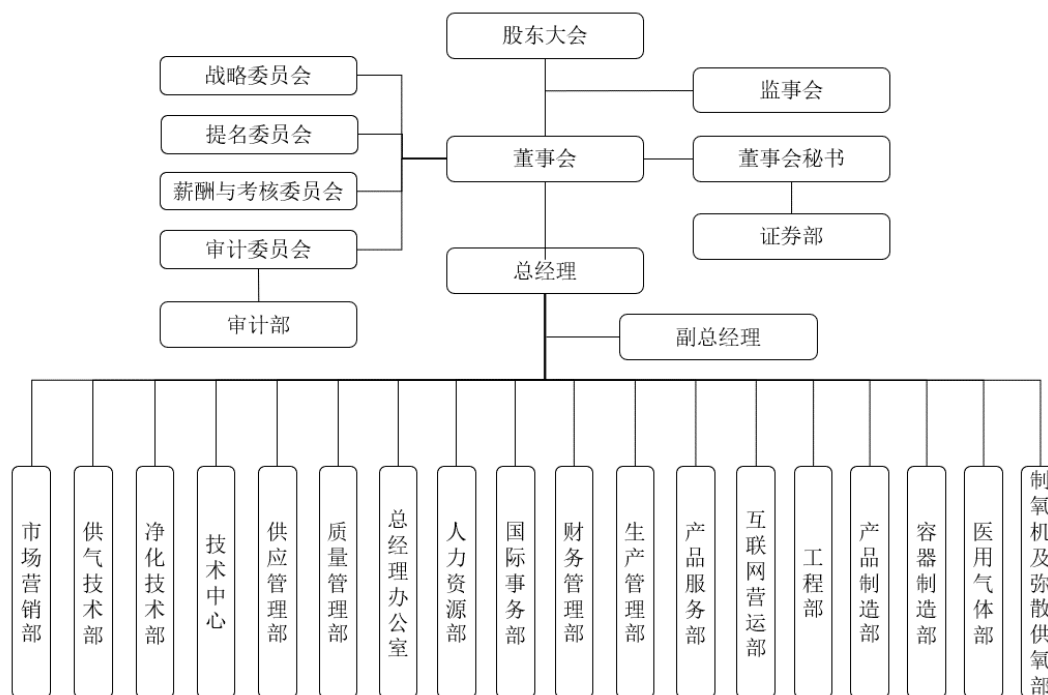 股东大会
战略委员会
监事会
提名委员会
董事会
董事会秘书
薪酬与考核委员会
审计委员会
证券部
总经理
审计部
副总经理
市场营销部
供气技术部
净化技术部
技术中心
供应管理部
质量管理部
总经理办公室
人力资源部
国际事务部
财务管理部
生产管理部
产品服务部
互联网营运部
工程部
产品制造部
容器制造部
医用气体部
制氧机及弥散供氧部